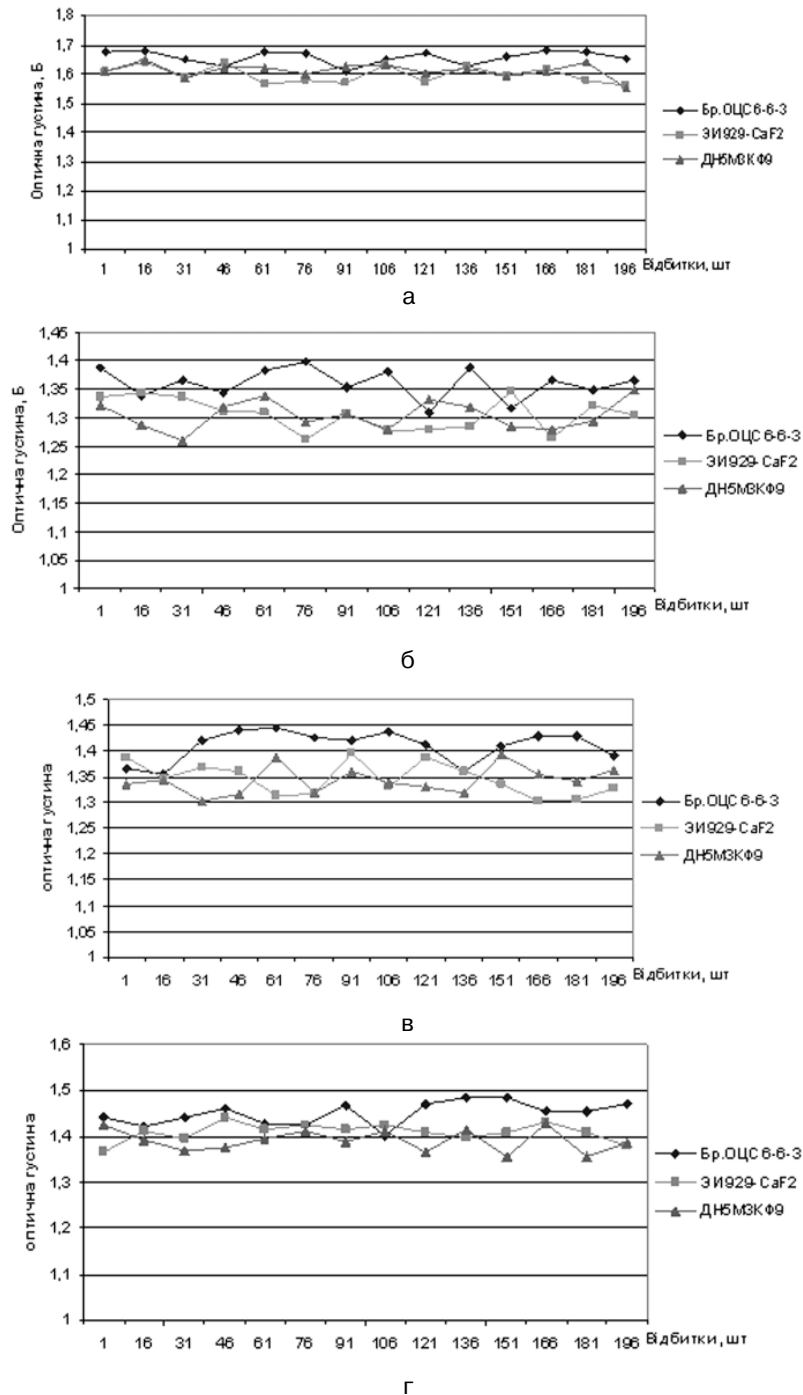 Оптична густина, Б
1,8
1,7
1,6
1,5
1,4
1,3
1,2
1,1
1
1 16 31 46 61 76 91 106 121 136 151 166 181 196
Відбитки, шт
Бр.ОЦС 6-6-3
ЭИ929-CaF2
ДН5М3КФ9
а
Оптична густина, Б
1,45
1,4
1,35
1,3
1,25
1,2
1,15
1,1
1,05
1
1 16 31 46 61 76 91 106 121 136 151 166 181 196
Відбитки, шт
Бр.ОЦС 6-6-3
ЭИ929-CaF2
ДН5М3КФ9
б
оптична густина
1,5
1,45
1,4
1,35
1,3
1,25
1,2
1,15
1,1
1,05
1
1 16 31 46 61 76 91 106 121 136 151 166 181 196
Відбитки, шт
Бр.ОЦС 6-6-3
ЭИ929-CaF2
ДН5М3КФ9
в
оптична густина
1,6
1,5
1,4
1,3
1,2
1,1
1
1 16 31 46 61 76 91 106 121 136 151 166 181 196
Відбитки, шт
Бр.ОЦС 6-6-3
ЭИ929-CaF2
ДН5М3КФ9
г